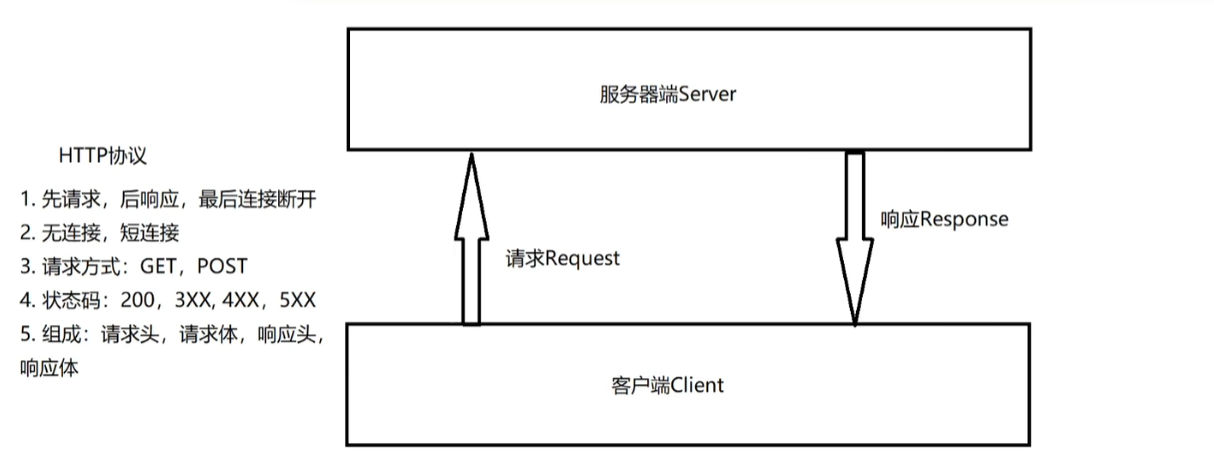 服务器端Server
HTTP协议
1. 先请求，后响应，最后连接断开
2. 无连接，短连接
3. 请求方式：GET，POST
4. 状态码：200，3XX, 4XX，5XX
5. 组成：请求头，请求体，响应头，
响应体
请求Request
响应Response
客户端Client